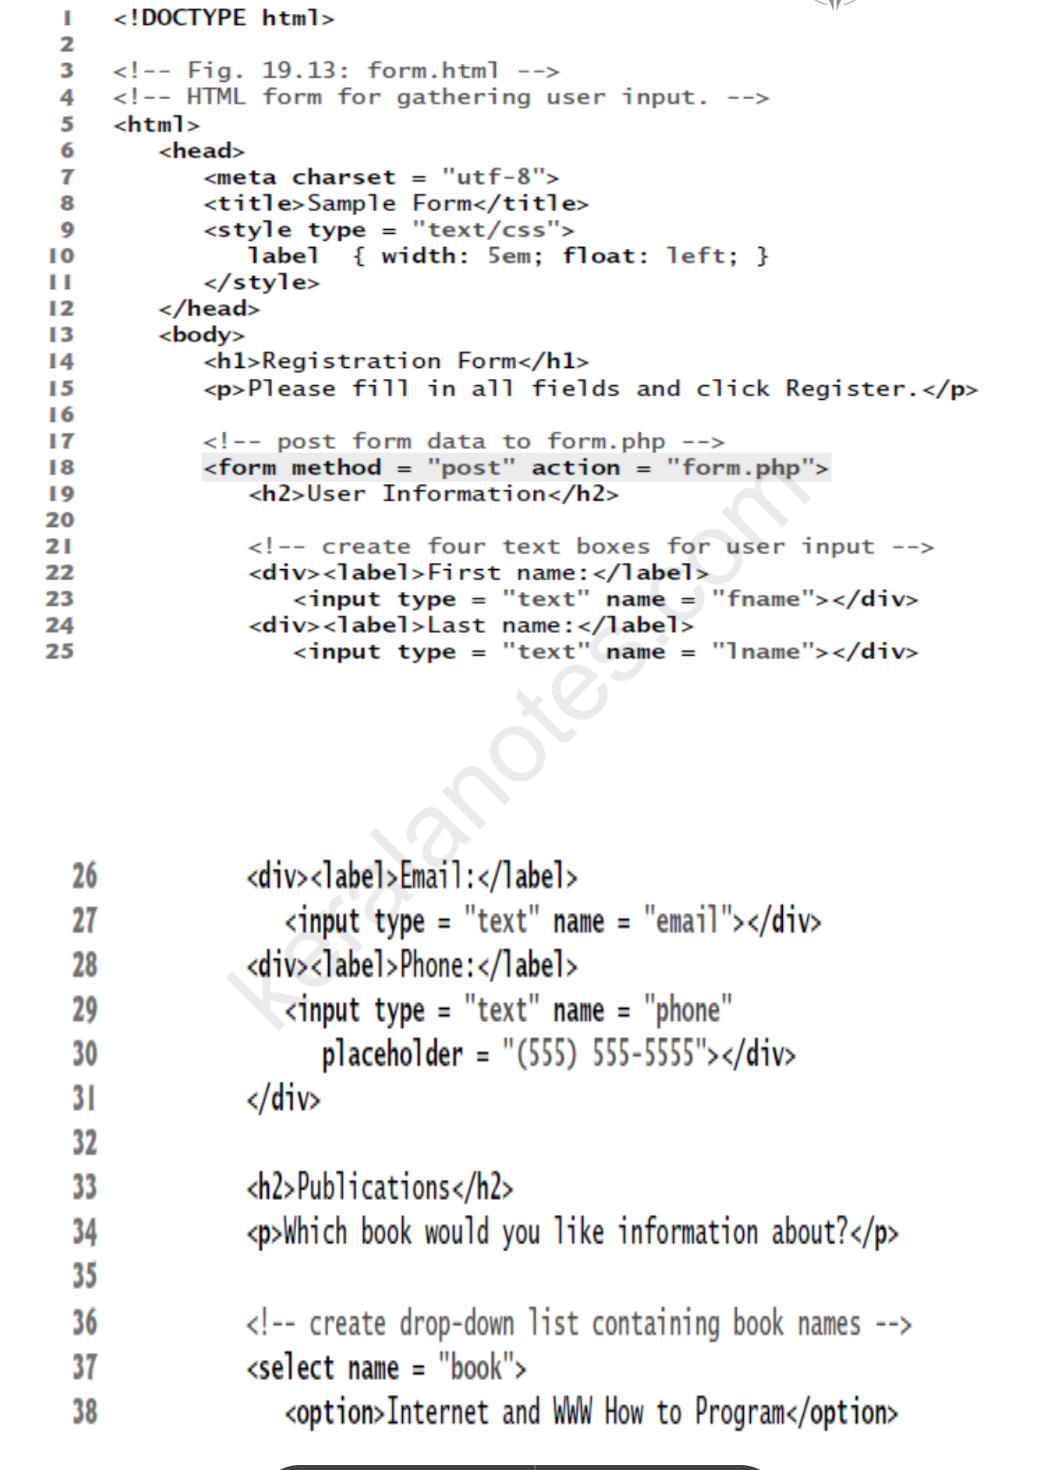 1 <!DOCTYPE html>
2
3 <!-- Fig. 19.13: form.html -->
4 <!-- HTML form for gathering user input. -->
5 <html>
6 <head>
7 <meta charset = "utf-8">
8 <title>Sample Form</title>
9 <style type = "text/css">
10 label { width: 5em; float: left; }
11 </style>
12 </head>
13 <body>
14 <h1>Registration Form</h1>
15 <p>Please fill in all fields and click Register.</p>
16
17 <!-- post form data to form.php -->
18 <form method = "post" action = "form.php">
19 <h2>User Information</h2>
20
21 <!-- create four text boxes for user input -->
22 <div><label>First name:</label>
23 <input type = "text" name = "fname"></div>
24 <div><label>Last name:</label>
25 <input type = "text" name = "lname"></div>
keralanotes.com
26 <div><label>Email:</label>
27 <input type = "text" name = "email"></div>
28 <div><label>Phone:</label>
29 <input type = "text" name = "phone"
30 placeholder = "(555) 555-5555"></div>
31 </div>
32
33 <h2>Publications</h2>
34 <p>Which book would you like information about?</p>
35
36 <!-- create drop-down list containing book names -->
37 <select name = "book">
38 <option>Internet and WWW How to Program</option>